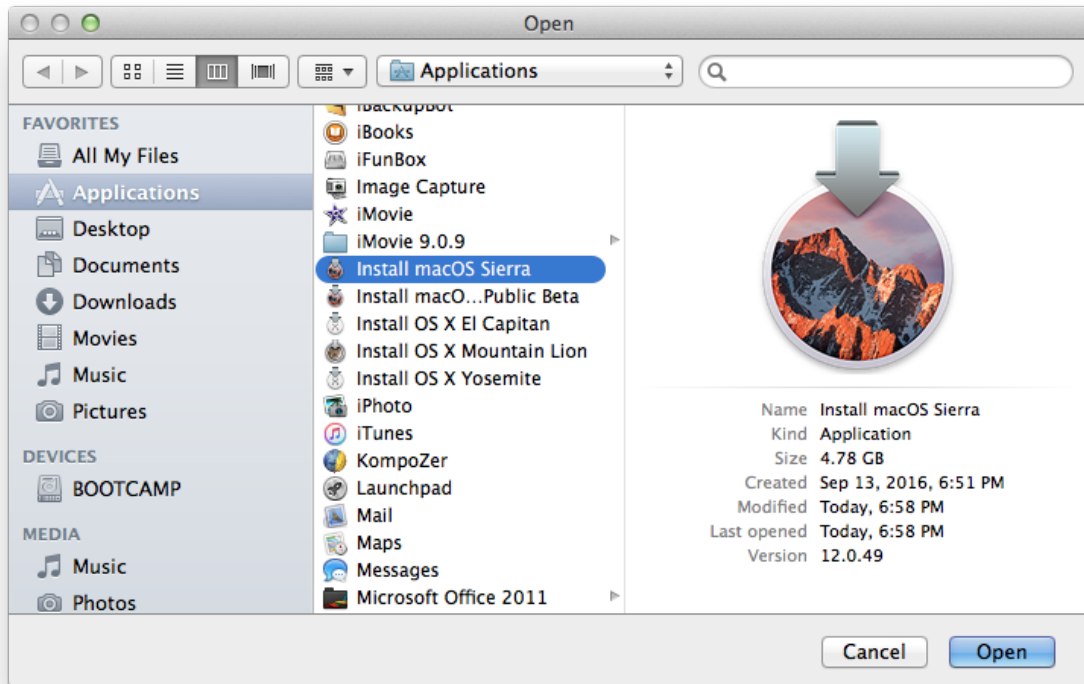 Open
Applications
FAVORITES
All My Files
Applications
Desktop
Documents
Downloads
Movies
Music
Pictures
DEVICES
BOOTCAMP
MEDIA
Music
Photos
iBackupBot
iBooks
iFunBox
Image Capture
iMovie
iMovie 9.0.9
Install macOS Sierra
Install macO...Public Beta
Install OS X El Capitan
Install OS X Mountain Lion
Install OS X Yosemite
iPhoto
iTunes
KompoZer
Launchpad
Mail
Maps
Messages
Microsoft Office 2011
Name Install macOS Sierra
Kind Application
Size 4.78 GB
Created Sep 13, 2016, 6:51 PM
Modified Today, 6:58 PM
Last opened Today, 6:58 PM
Version 12.0.49
Cancel
Open